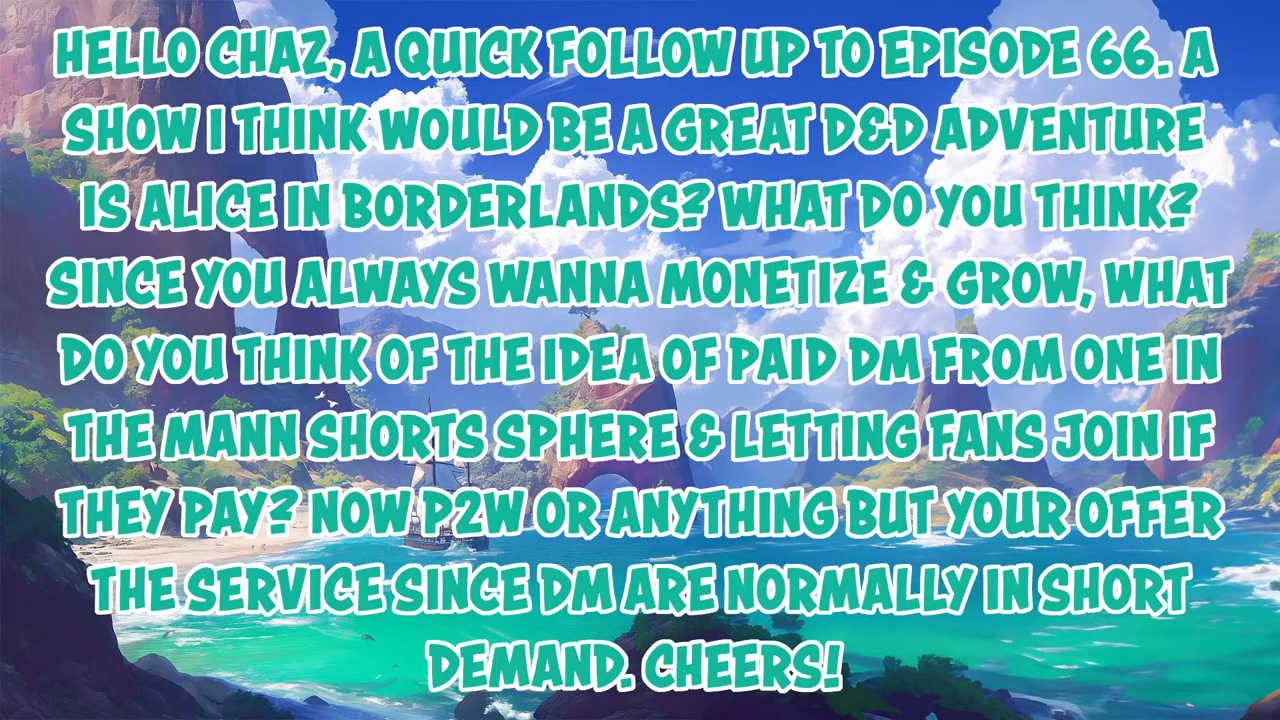 HELLO CHAZ, A QUICK FOLLOW UP TO EPISODE 66. A
SHOW I THINK WOULD BE A GREAT D&D ADVENTURE
IS ALICE IN BORDERLANDS? WHAT DO YOU THINK?
SINCE YOU ALWAYS WANNA MONETIZE & GROW, WHAT
DO YOU THINK OF THE IDEA OF PAID DM FROM ONE IN
THE MANN SHORTS SPHERE & LETTING FANS JOIN IF
THEY PAY? NOW P2W OR ANYTHING BUT YOUR OFFER
THE SERVICE SINCE DM ARE NORMALLY IN SHORT
DEMAND. CHEERS!